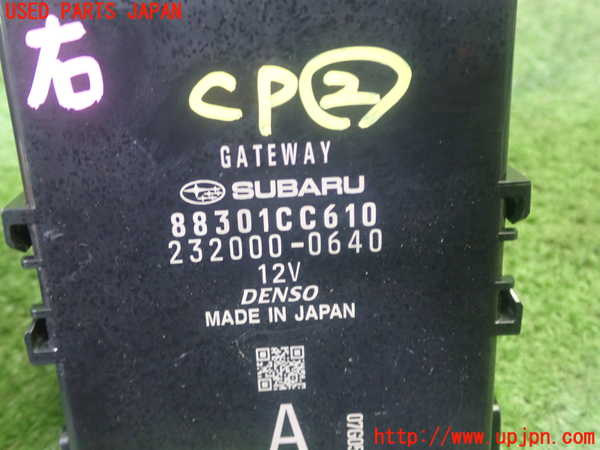 USED PARTS JAPAN
右
CP②
GATEWAY
SUBARU
88301CC610
232000-0640
12V
DENSO
MADE IN JAPAN
A
http://www.upjpn.com/